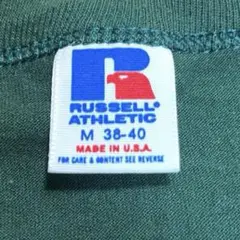 RUSSELL®
ATHLETIC
M 38-40
MADE IN U.S.A.
FOR CARE & CONTENT SEE REVERSE